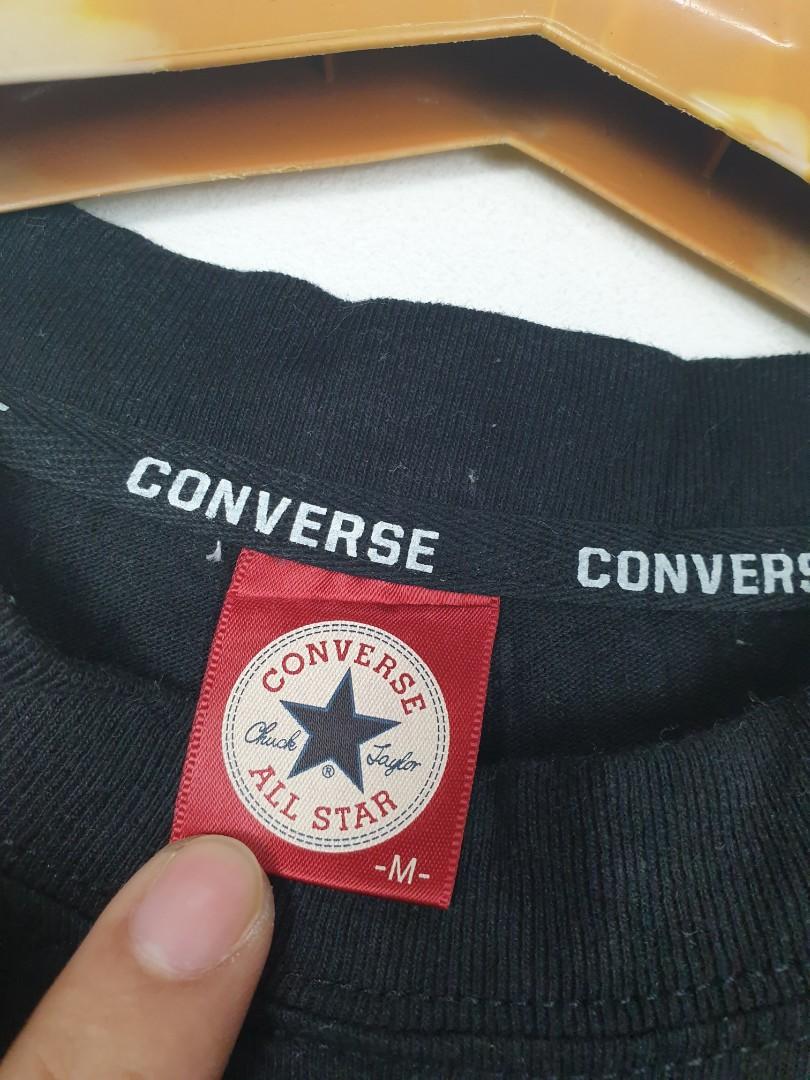 CONVERSE
CONVERS
CONVERSE
Chuck Taylor
®
ALL STAR
-M-